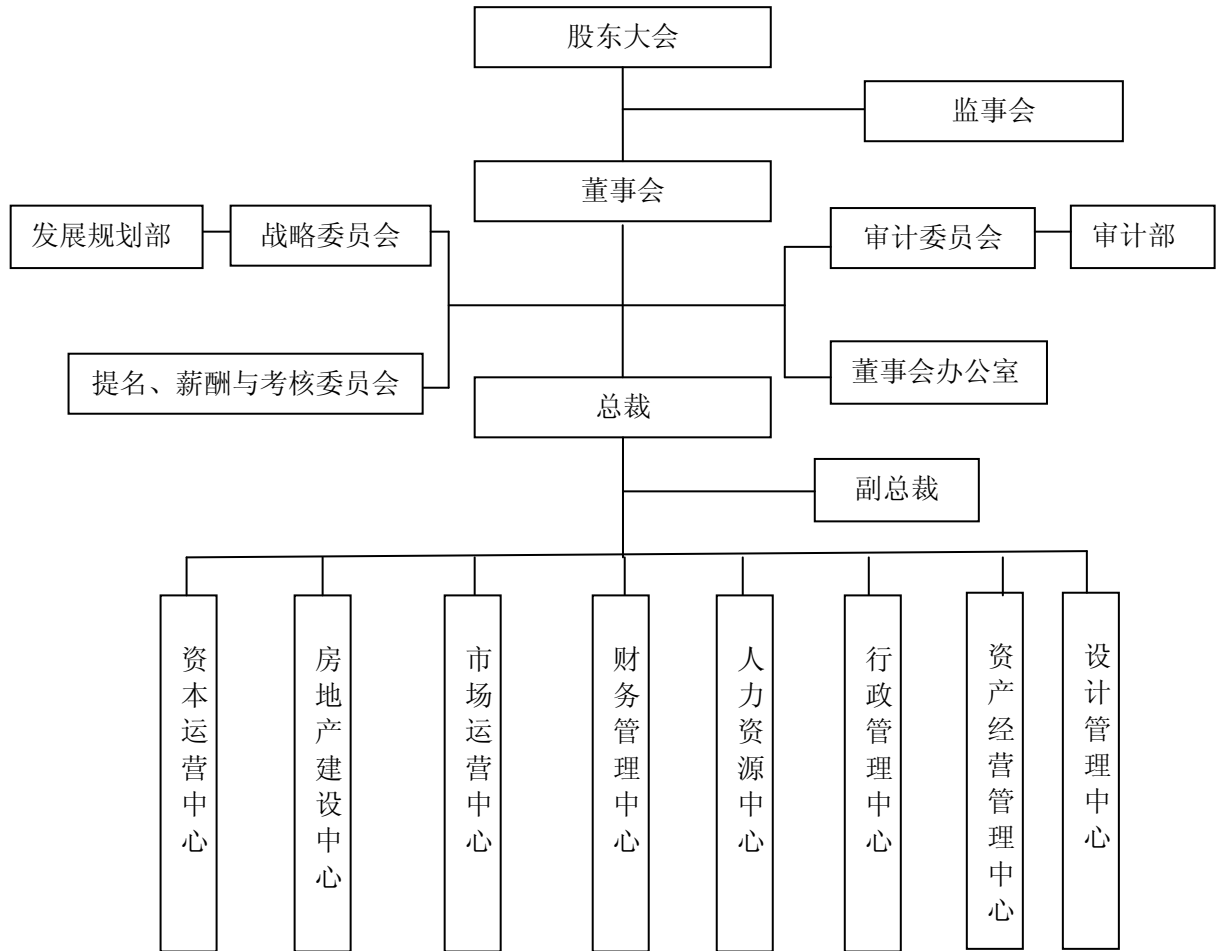 股东大会
监事会
董事会
发展规划部
战略委员会
审计委员会
审计部
提名、薪酬与考核委员会
董事会办公室
总裁
副总裁
资本运营中心
房地产建设中心
市场运营中心
财务管理中心
人力资源中心
行政管理中心
资产经营管理中心
设计管理中心